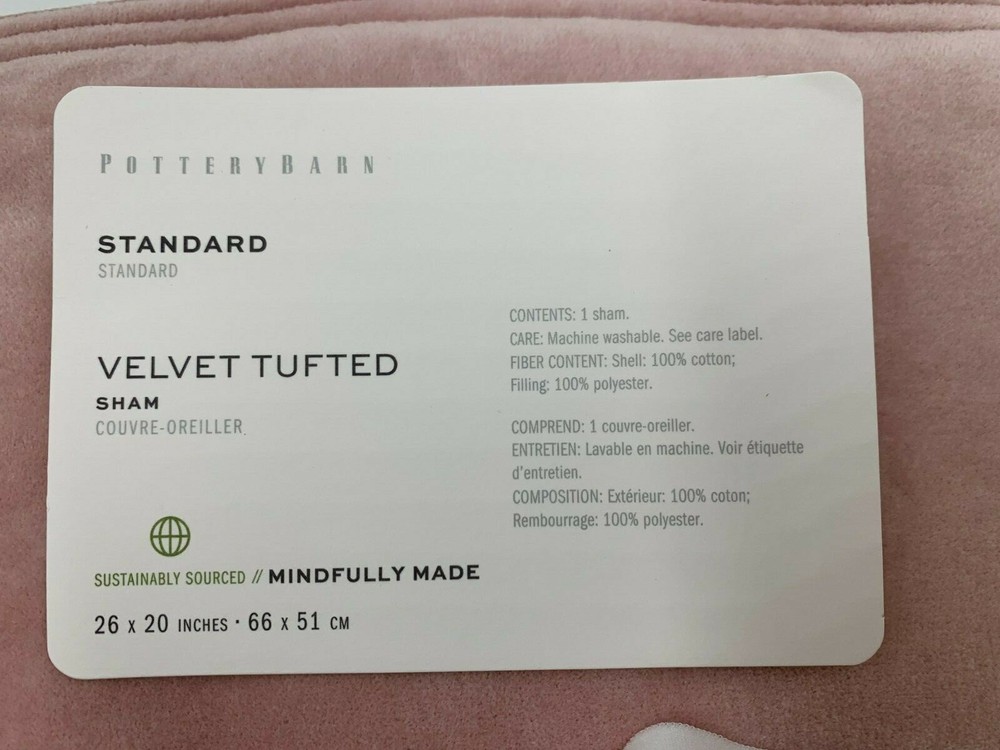 POTTERYBARN
STANDARD
STANDARD
VELVET TUFTED
SHAM
COUVRE-OREILLER
SUSTAINABLY SOURCED // MINDFULLY MADE
26 x 20 INCHES · 66 x 51 CM
CONTENTS: 1 sham.
CARE: Machine washable. See care label.
FIBER CONTENT: Shell: 100% cotton;
Filling: 100% polyester.
COMPREND: 1 couvre-oreiller.
ENTRETIEN: Lavable en machine. Voir étiquette
d'entretien.
COMPOSITION: Extérieur: 100% coton;
Rembourrage: 100% polyester.